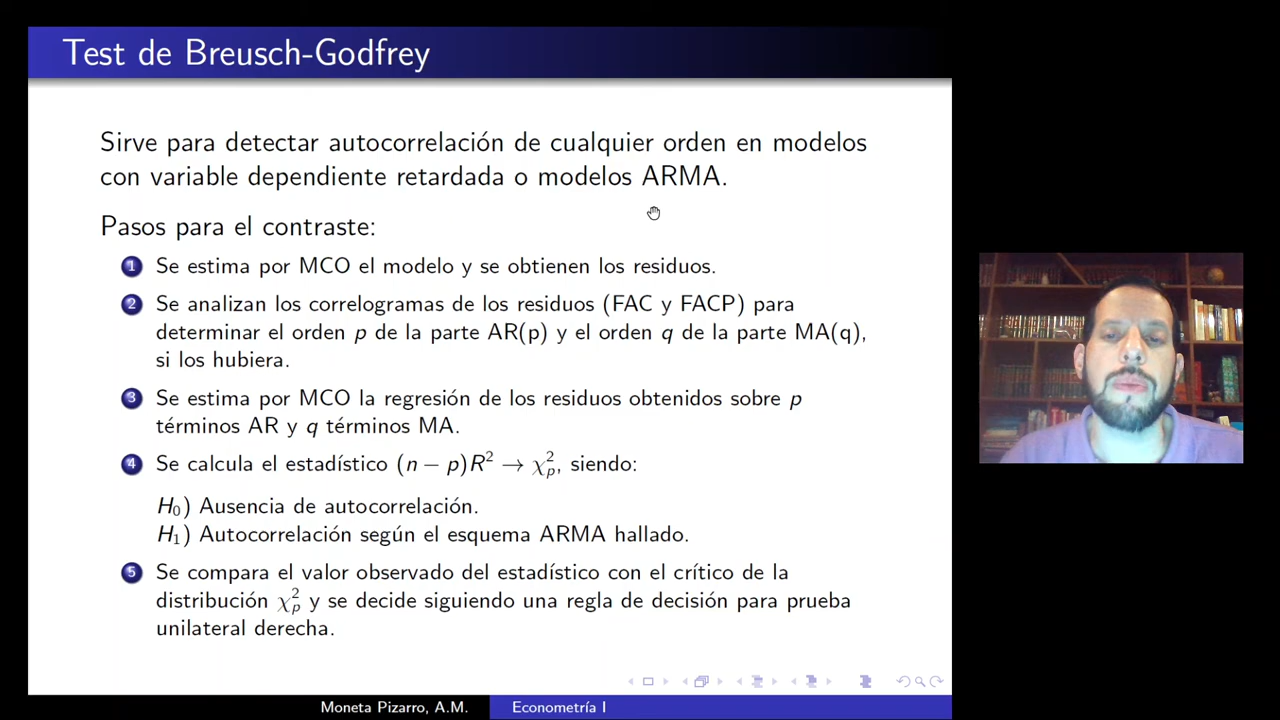 Test de Breusch-Godfrey
Sirve para detectar autocorrelación de cualquier orden en modelos
con variable dependiente retardada o modelos ARMA.
Pasos para el contraste:
1 Se estima por MCO el modelo y se obtienen los residuos.
2 Se analizan los correlogramas de los residuos (FAC y FACP) para
determinar el orden p de la parte AR(p) y el orden q de la parte MA(q),
si los hubiera.
3 Se estima por MCO la regresión de los residuos obtenidos sobre p
términos AR y q términos MA.
4 Se calcula el estadístico (n − p)R² → χ²ₚ, siendo:
H₀) Ausencia de autocorrelación.
H₁) Autocorrelación según el esquema ARMA hallado.
5 Se compara el valor observado del estadístico con el crítico de la
distribución χ²ₚ y se decide siguiendo una regla de decisión para prueba
unilateral derecha.
Moneta Pizarro, A.M. Econometría I